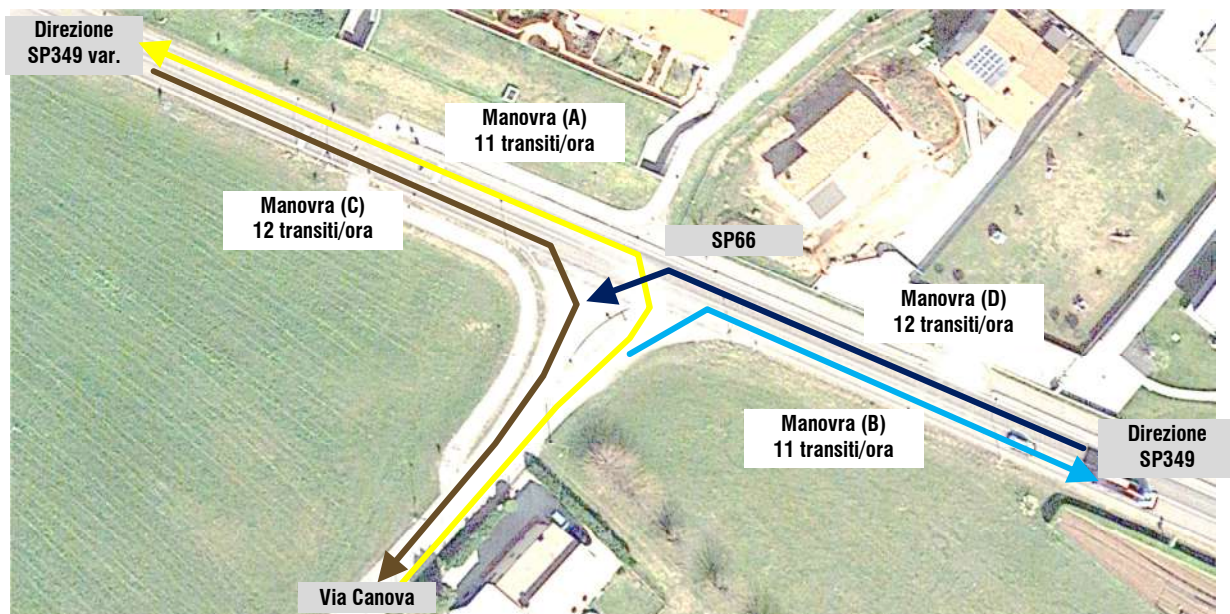 Direzione
SP349 var.
Manovra (A)
11 transiti/ora
Manovra (C)
12 transiti/ora
SP66
Manovra (D)
12 transiti/ora
Manovra (B)
11 transiti/ora
Direzione
SP349
Via Canova